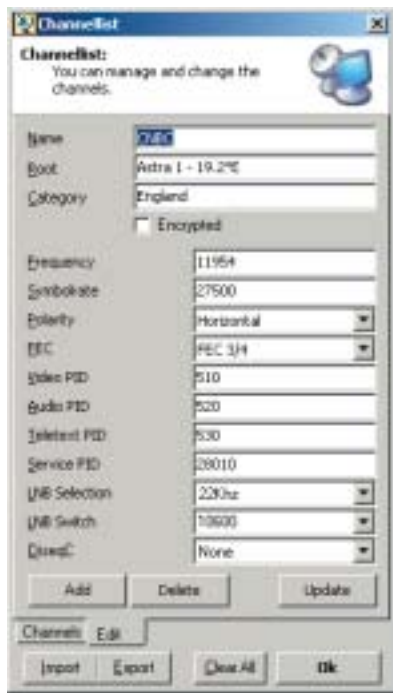 Channellist
Channellist:
You can manage and change the
channels.
Name CNBC
Root Astra 1 - 19.2°E
Category England
Encrypted
Frequency 11954
Symbolrate 27500
Polarity Horizontal
FEC FEC 3/4
Video PID 510
Audio PID 520
Teletext PID 530
Service PID 28010
LNB Selection 22Khz
LNB Switch 10600
DiseqC None
Add Delete Update
Channels Edit
Import Export Clear All Ok